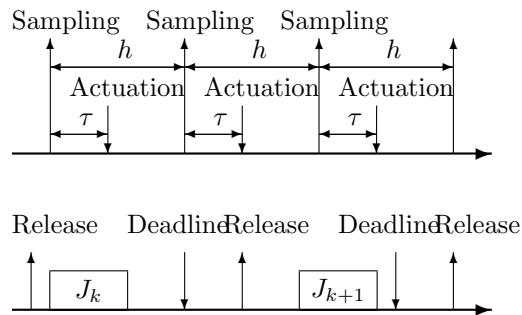 Sampling Sampling Sampling
h h h
Actuation Actuation Actuation
τ τ τ
Release Deadline Release Deadline Release
J_k J_{k+1}